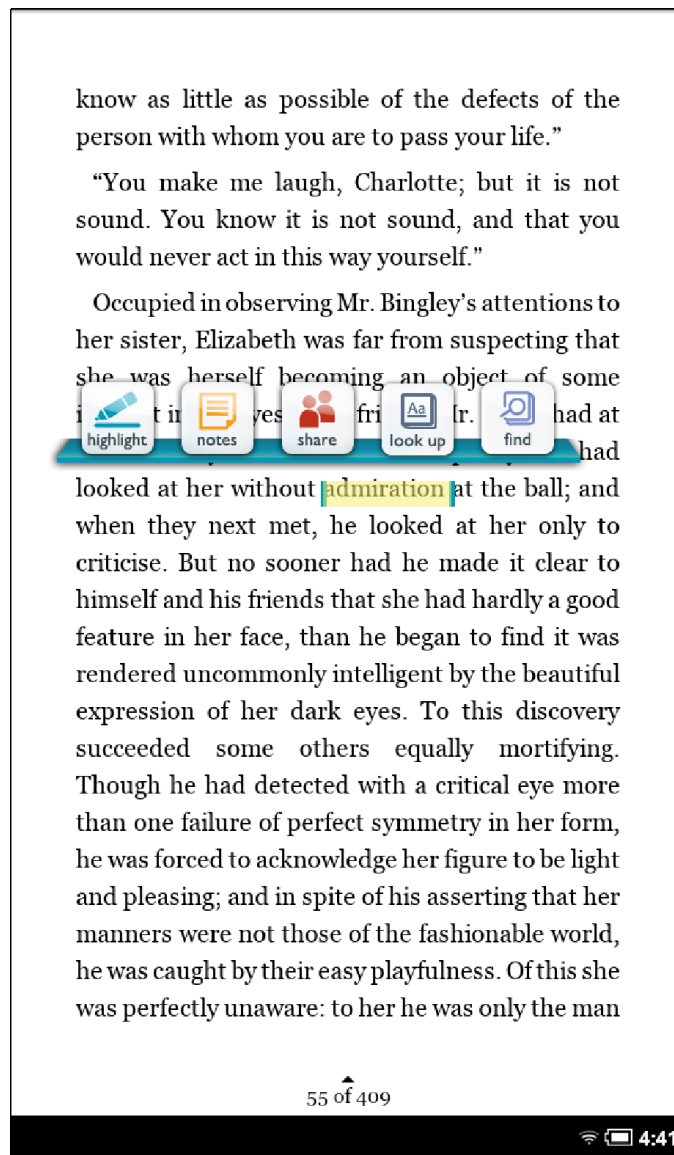 know as little as possible of the defects of the
person with whom you are to pass your life.”
“You make me laugh, Charlotte; but it is not
sound. You know it is not sound, and that you
would never act in this way yourself.”
Occupied in observing Mr. Bingley’s attentions to
her sister, Elizabeth was far from suspecting that
she was herself becoming an object of some
had at
highlight notes share look up find
had
looked at her without admiration at the ball; and
when they next met, he looked at her only to
criticise. But no sooner had he made it clear to
himself and his friends that she had hardly a good
feature in her face, than he began to find it was
rendered uncommonly intelligent by the beautiful
expression of her dark eyes. To this discovery
succeeded some others equally mortifying.
Though he had detected with a critical eye more
than one failure of perfect symmetry in her form,
he was forced to acknowledge her figure to be light
and pleasing; and in spite of his asserting that her
manners were not those of the fashionable world,
he was caught by their easy playfulness. Of this she
was perfectly unaware: to her he was only the man
55 of 409
4:41